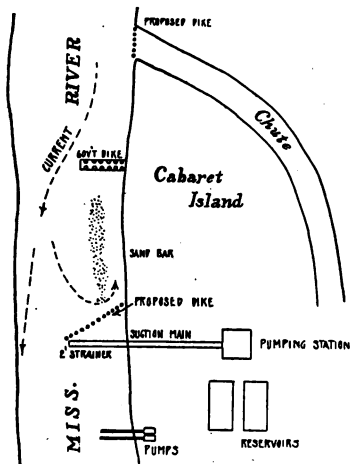 PROPOSED DIKE
RIVER
CURRENT
Chute
GOV'T DIKE
Cabaret
Island
SAND BAR
PROPOSED DIKE
SUCTION MAIN
2' STRAINER
PUMPING STATION
MISS.
RESERVOIRS
PUMPS